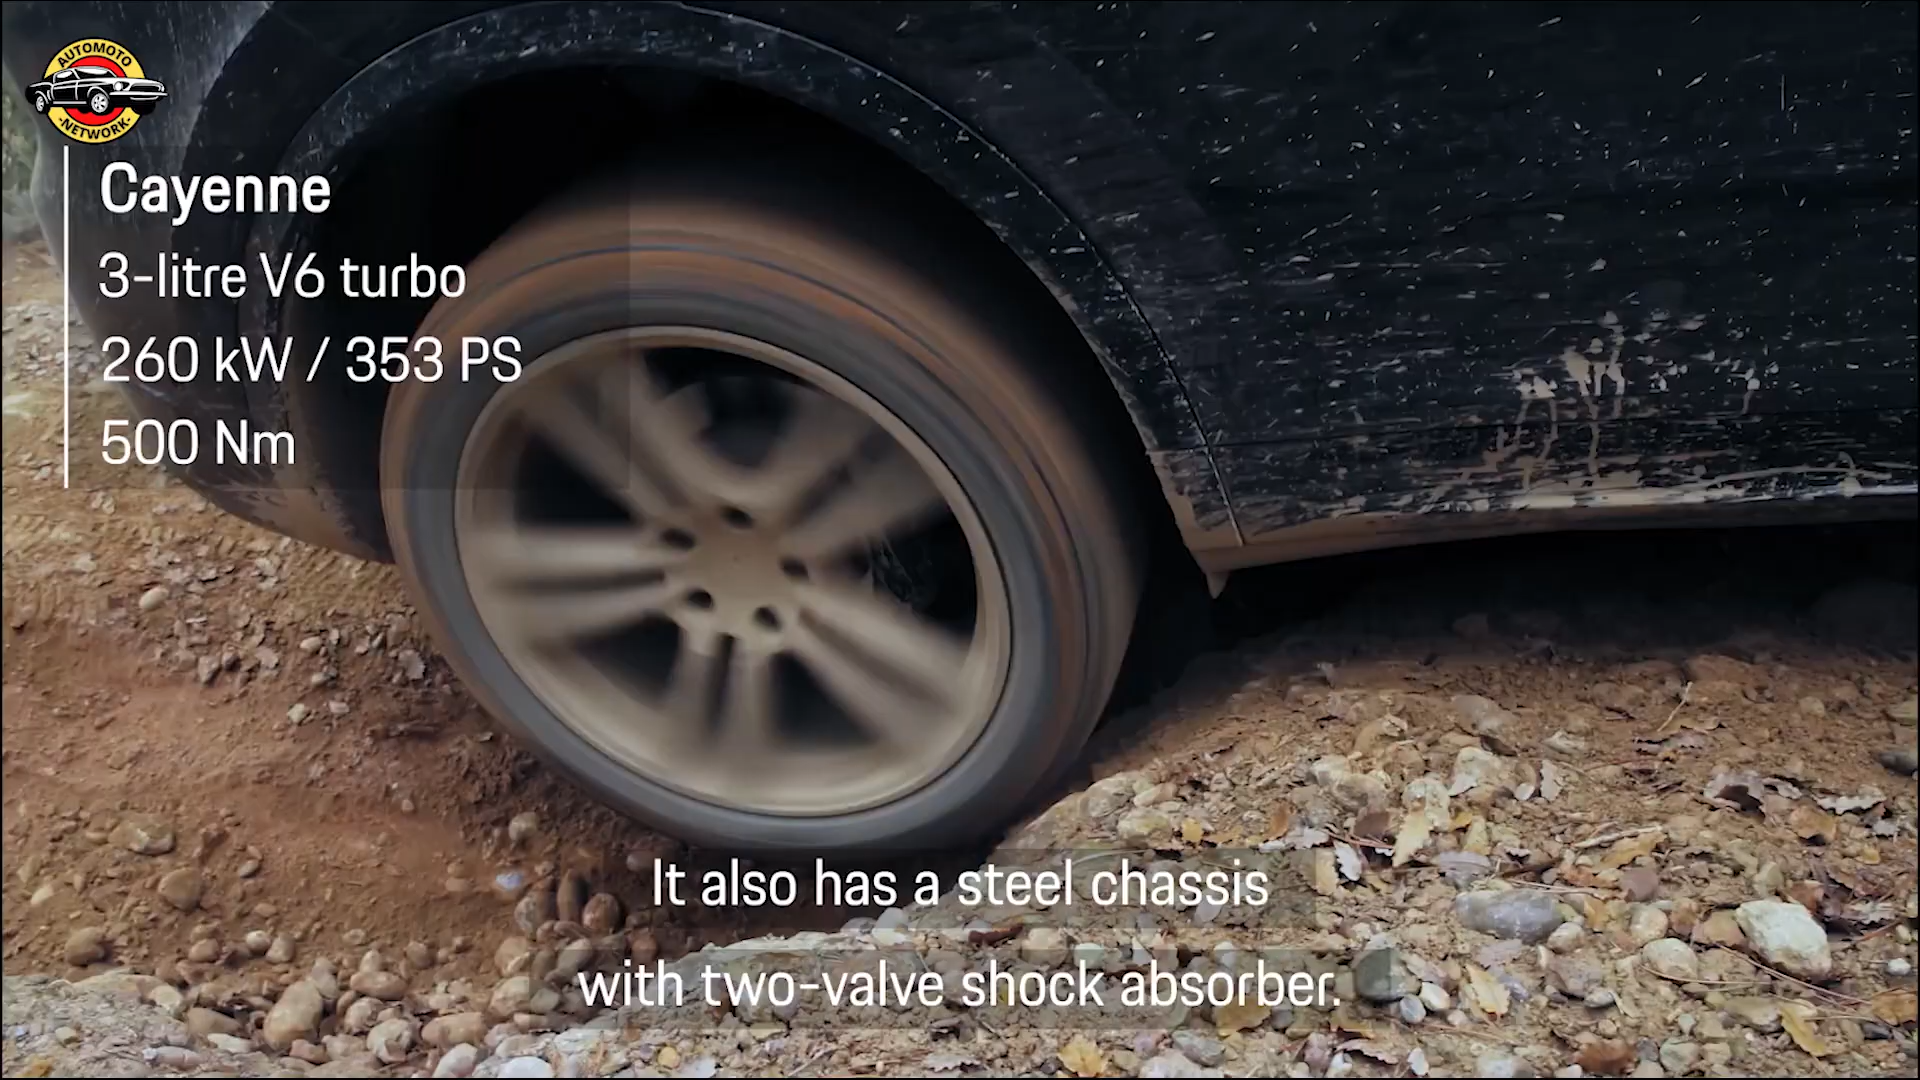 AUTOMOTO
-NETWORK-
Cayenne
3-litre V6 turbo
260 kW / 353 PS
500 Nm
It also has a steel chassis
with two-valve shock absorber.